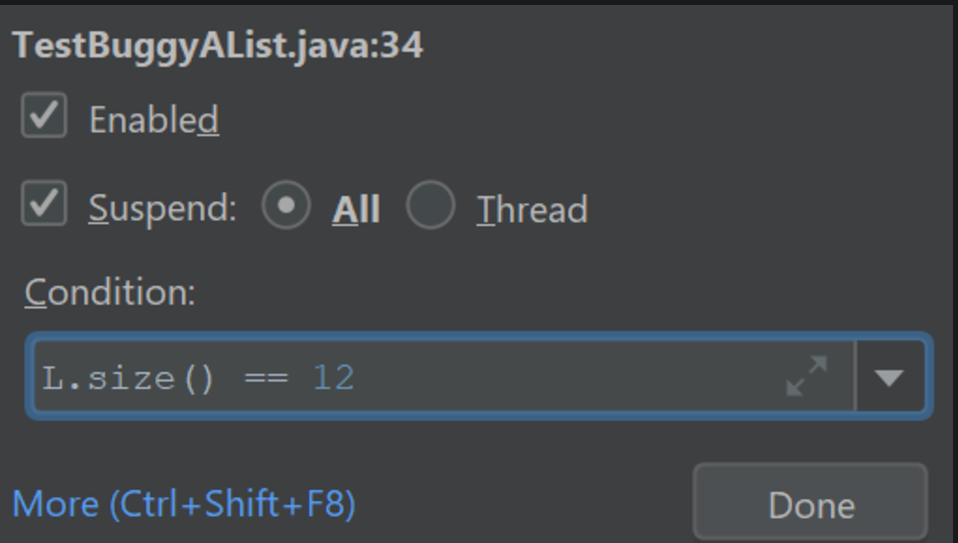 TestBuggyAList.java:34
Enabled
Suspend: All Thread
Condition:
L.size() == 12
More (Ctrl+Shift+F8) Done